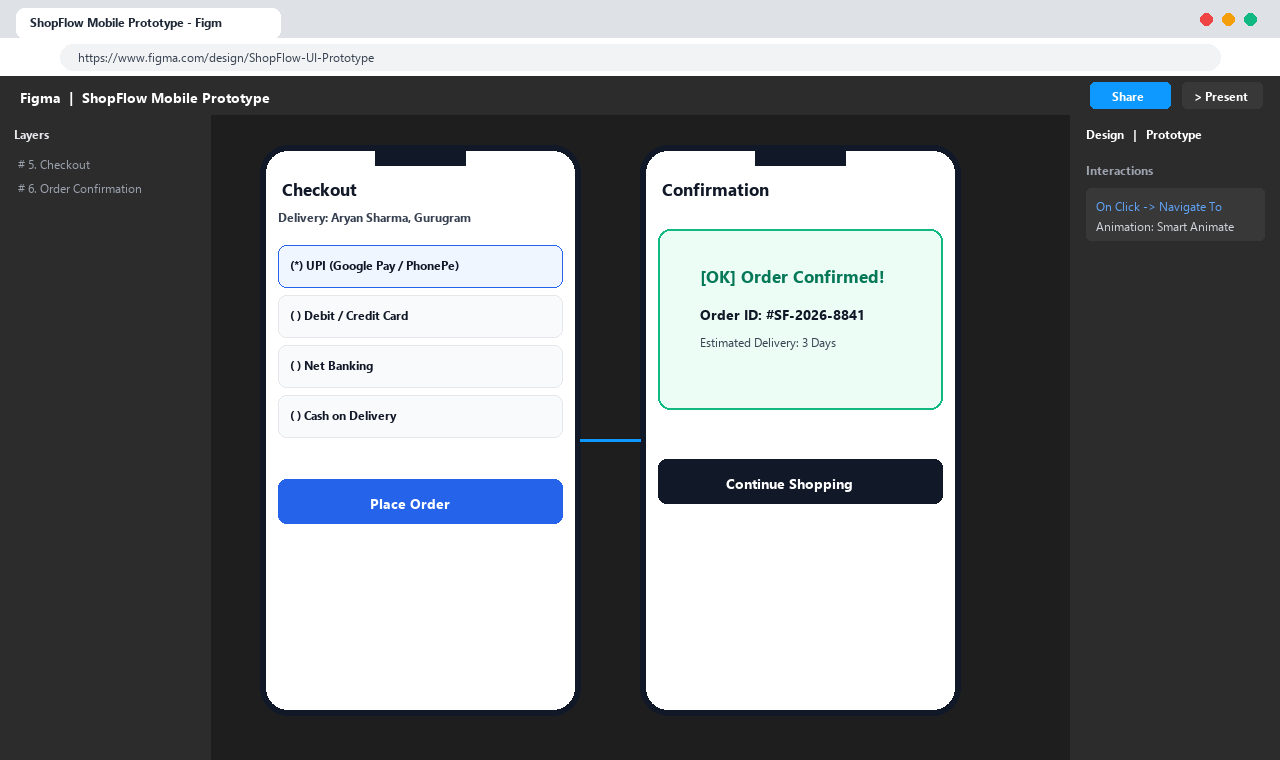 ShopFlow Mobile Prototype - Figm
https://www.figma.com/design/ShopFlow-UI-Prototype
Figma | ShopFlow Mobile Prototype
Share
> Present
Layers
# 5. Checkout
# 6. Order Confirmation
Checkout
Delivery: Aryan Sharma, Gurugram
(*) UPI (Google Pay / PhonePe)
( ) Debit / Credit Card
( ) Net Banking
( ) Cash on Delivery
Place Order
Confirmation
[OK] Order Confirmed!
Order ID: #SF-2026-8841
Estimated Delivery: 3 Days
Continue Shopping
Design | Prototype
Interactions
On Click -> Navigate To
Animation: Smart Animate